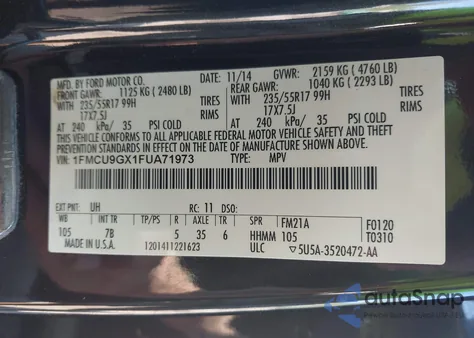 MFD. BY FORD MOTOR CO. 11/14 GVWR: 2159 KG ( 4760 LB)
FRONT GAWR: 1125 KG ( 2480 LB) REAR GAWR: 1040 KG ( 2293 LB)
WITH 235/55R17 99H TIRES WITH 235/55R17 99H TIRES
17X7.5J RIMS 17X7.5J RIMS
AT 240 kPa/ 35 PSI COLD AT 240 kPa/ 35 PSI COLD
THIS VEHICLE CONFORMS TO ALL APPLICABLE FEDERAL MOTOR VEHICLE SAFETY AND
THEFT PREVENTION STANDARDS IN EFFECT ON THE DATE OF MANUFACTURE SHOWN ABOVE.
VIN: 1FMCU9GX1FUA71973 TYPE: MPV
EXT PNT: UH RC: 11 DSO:
WB INT TR TP/PS R AXLE TR SPR FM21A F0120
105 7B 5 35 6 HHMM 105 T0310
MADE IN U.S.A. 1201411221623 ULC 5U5A-3520472-AA
autoSnap